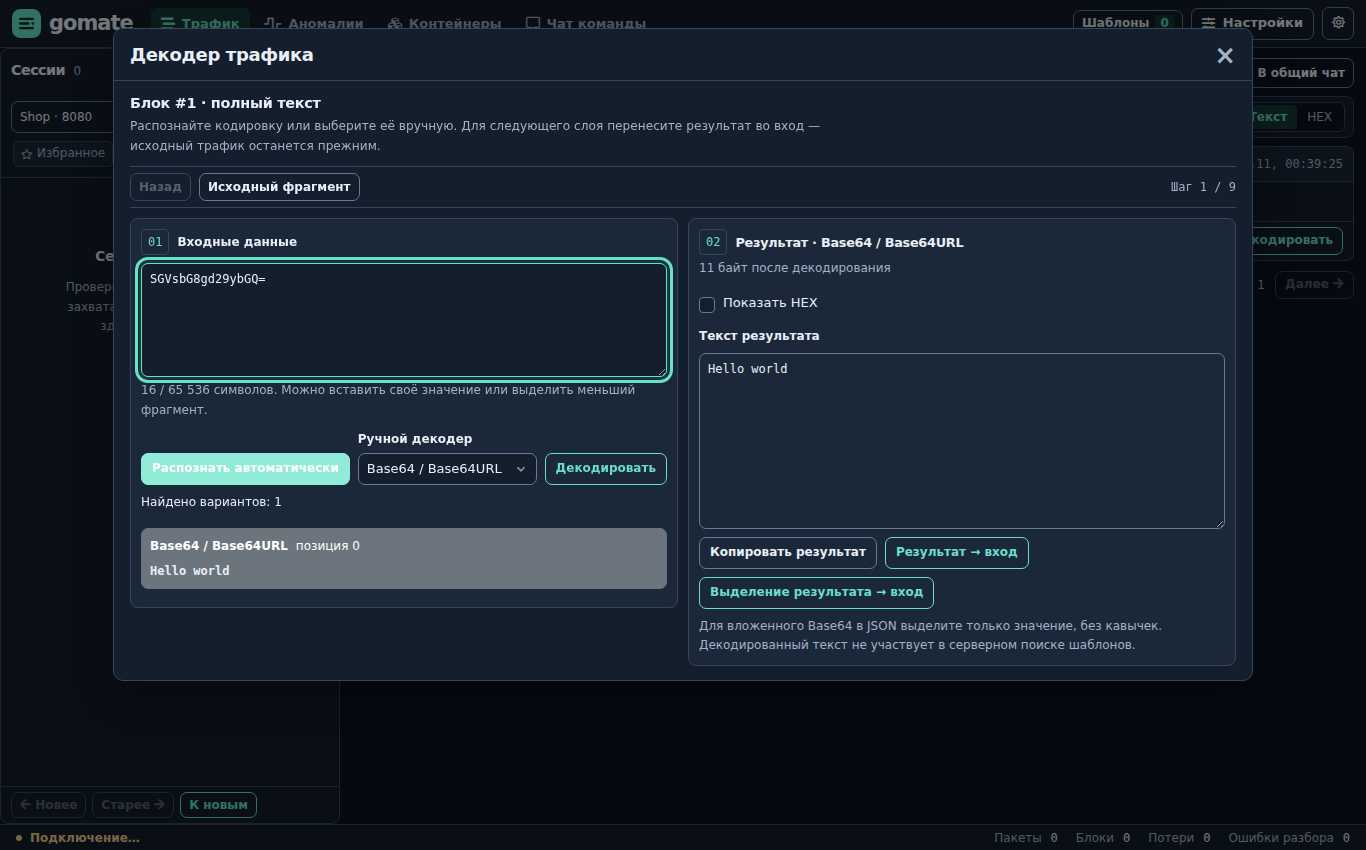 gomate
Трафик
Аномалии
Контейнеры
Чат команды
Шаблоны 0
Настройки
Декодер трафика
Сессии 0
В общий чат
Блок #1 · полный текст
Shop · 8080
Распознайте кодировку или выберите её вручную. Для следующего слоя перенесите результат во вход —
исходный трафик останется прежним.
Текст
HEX
Избранное
11, 00:39:25
Назад
Исходный фрагмент
Шаг 1 / 9
01 Входные данные
SGVsbG8gd29ybGQ=
16 / 65 536 символов. Можно вставить своё значение или выделить меньший
фрагмент.
Ручной декодер
Распознать автоматически
Base64 / Base64URL
Декодировать
Найдено вариантов: 1
Base64 / Base64URL позиция 0
Hello world
02 Результат · Base64 / Base64URL
11 байт после декодирования
Показать HEX
Текст результата
Hello world
Копировать результат
Результат → вход
Выделение результата → вход
Для вложенного Base64 в JSON выделите только значение, без кавычек.
Декодированный текст не участвует в серверном поиске шаблонов.
1
Далее →
← Новее
Старее →
К новым
Подключение…
Пакеты 0
Блоки 0
Потери 0
Ошибки разбора 0